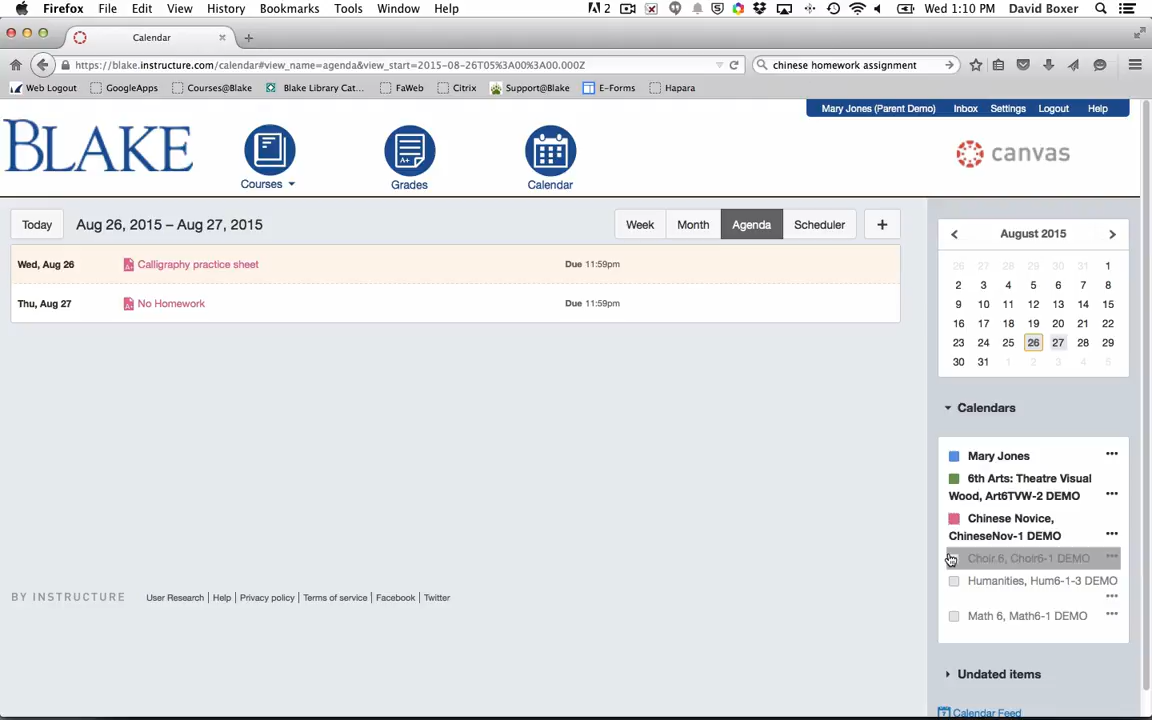 Firefox File Edit View History Bookmarks Tools Window Help 2 Wed 1:10 PM David Boxer
Calendar
https://blake.instructure.com/calendar#view_name=agenda&view_start=2015-08-26T05%3A00%3A00.000Z chinese homework assignment
Web Logout GoogleApps Courses@Blake Blake Library Cat... FaWeb Citrix Support@Blake E-Forms Hapara
Mary Jones (Parent Demo) Inbox Settings Logout Help
BLAKE
Courses Grades Calendar
canvas
Today Aug 26, 2015 – Aug 27, 2015 Week Month Agenda Scheduler +
Wed, Aug 26 Calligraphy practice sheet Due 11:59pm
Thu, Aug 27 No Homework Due 11:59pm
August 2015
26 27 28 29 30 31 1
2 3 4 5 6 7 8
9 10 11 12 13 14 15
16 17 18 19 20 21 22
23 24 25 26 27 28 29
30 31 1 2 3 4 5
Calendars
Mary Jones
6th Arts: Theatre Visual
Wood, Art6TVW-2 DEMO
Chinese Novice,
ChineseNov-1 DEMO
Choir 6, Choir6-1 DEMO
Humanities, Hum6-1-3 DEMO
Math 6, Math6-1 DEMO
Undated items
Calendar Feed
BY INSTRUCTURE User Research | Help | Privacy policy | Terms of service | Facebook | Twitter